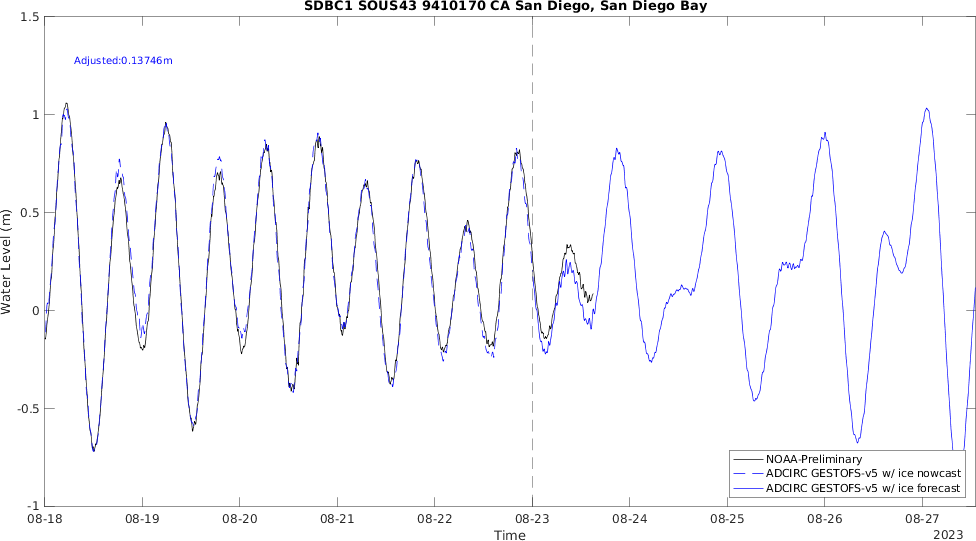 SDBC1 SOUS43 9410170 CA San Diego, San Diego Bay
1.5
Adjusted:0.13746m
1
0.5
0
-0.5
-1
Water Level (m)
NOAA-Preliminary
ADCIRC GESTOFS-v5 w/ ice nowcast
ADCIRC GESTOFS-v5 w/ ice forecast
08-18 08-19 08-20 08-21 08-22 08-23 08-24 08-25 08-26 08-27
Time
2023